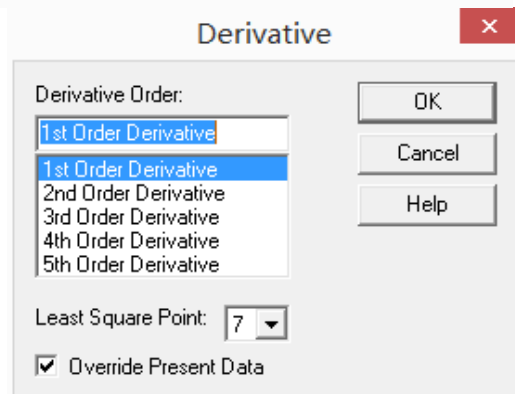 Derivative
×
Derivative Order:
1st Order Derivative
1st Order Derivative
2nd Order Derivative
3rd Order Derivative
4th Order Derivative
5th Order Derivative
OK
Cancel
Help
Least Square Point: 7
Override Present Data